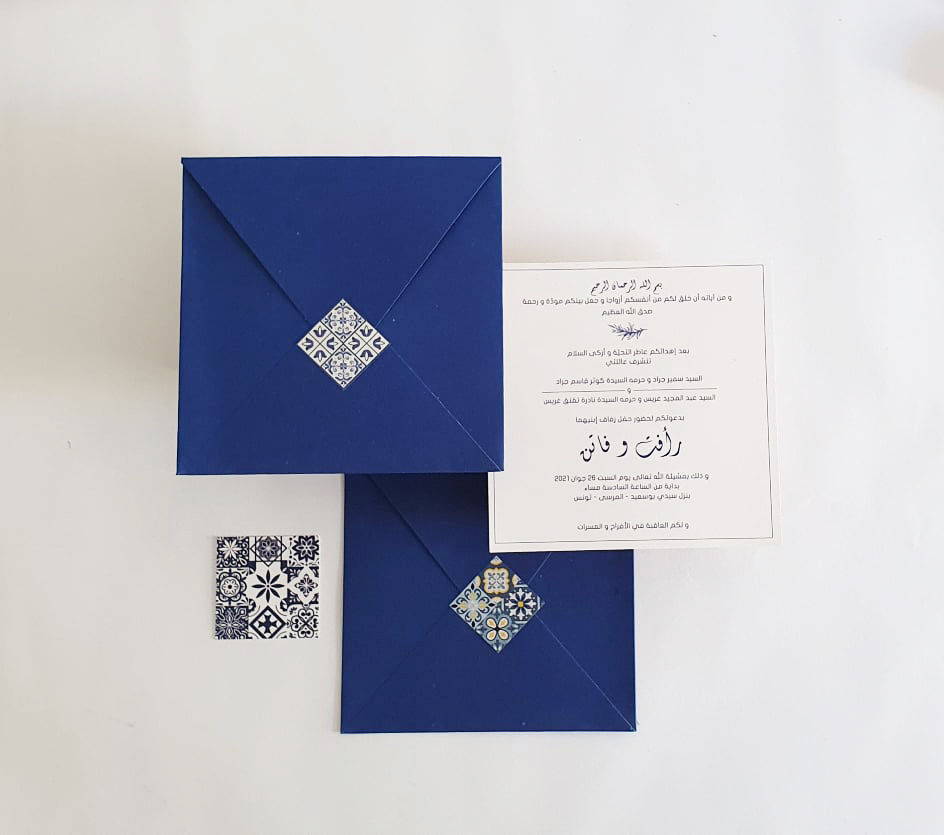 بسم الله الرحمان الرحيم
و من آياته أن خلق لكم من أنفسكم أزواجا و جعل بينكم مودّة و رحمة
صدق الله العظيم
بعد إهدائكم عاطر التحيّة و أزكى السلام
تتشرف عائلتي
السيد سمير جراد و حرمه السيدة كوثر قاسم جراد
و
السيد عبد المجيد غريس و حرمه السيدة نادرة تقتق غريس
بدعوتكم لحضور حفل زفاف إبنيهما
رأفت و فاتن
و ذلك بمشيئة الله تعالى يوم السبت 26 جوان 2021
بداية من الساعة السادسة مساء
بنزل سيدي بوسعيد - المرسى - تونس
و لكم العاقبة في الأفراح و المسرات